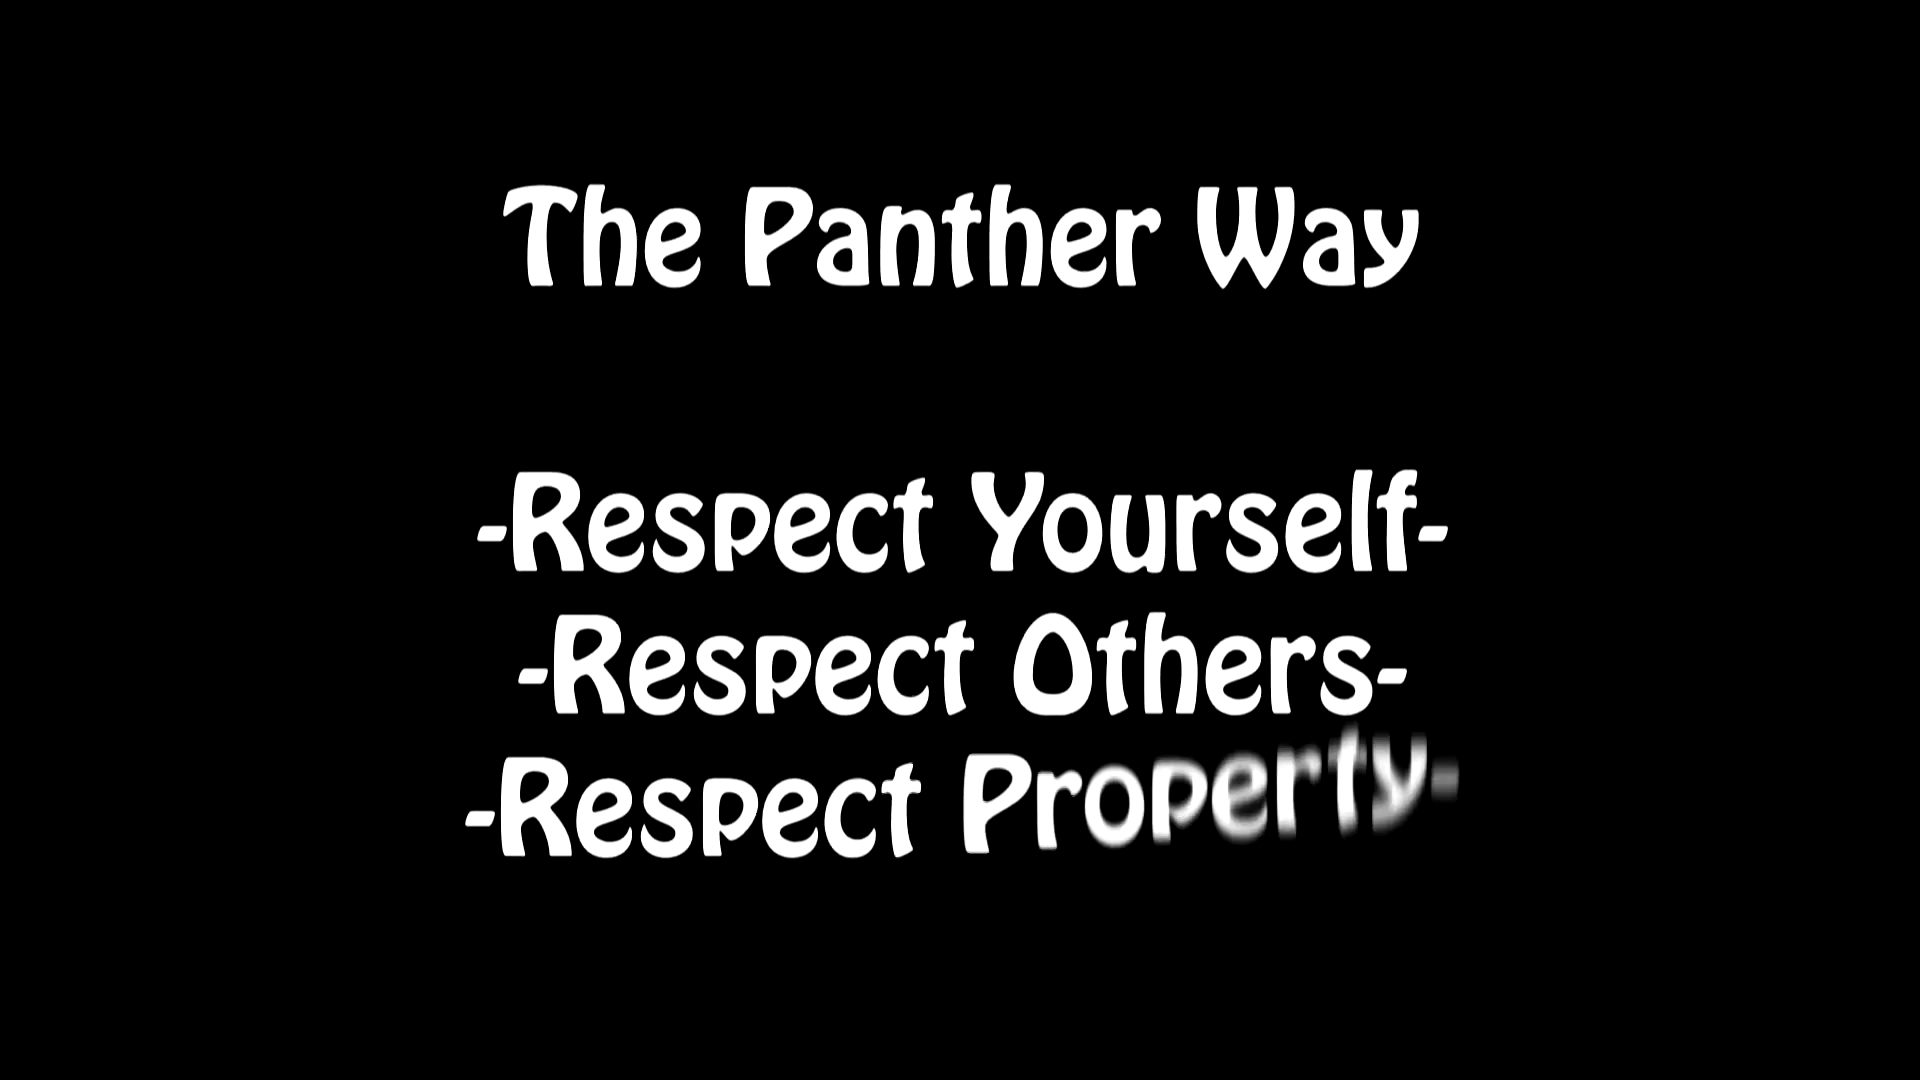 The Panther Way
-Respect Yourself-
-Respect Others-
-Respect Property-